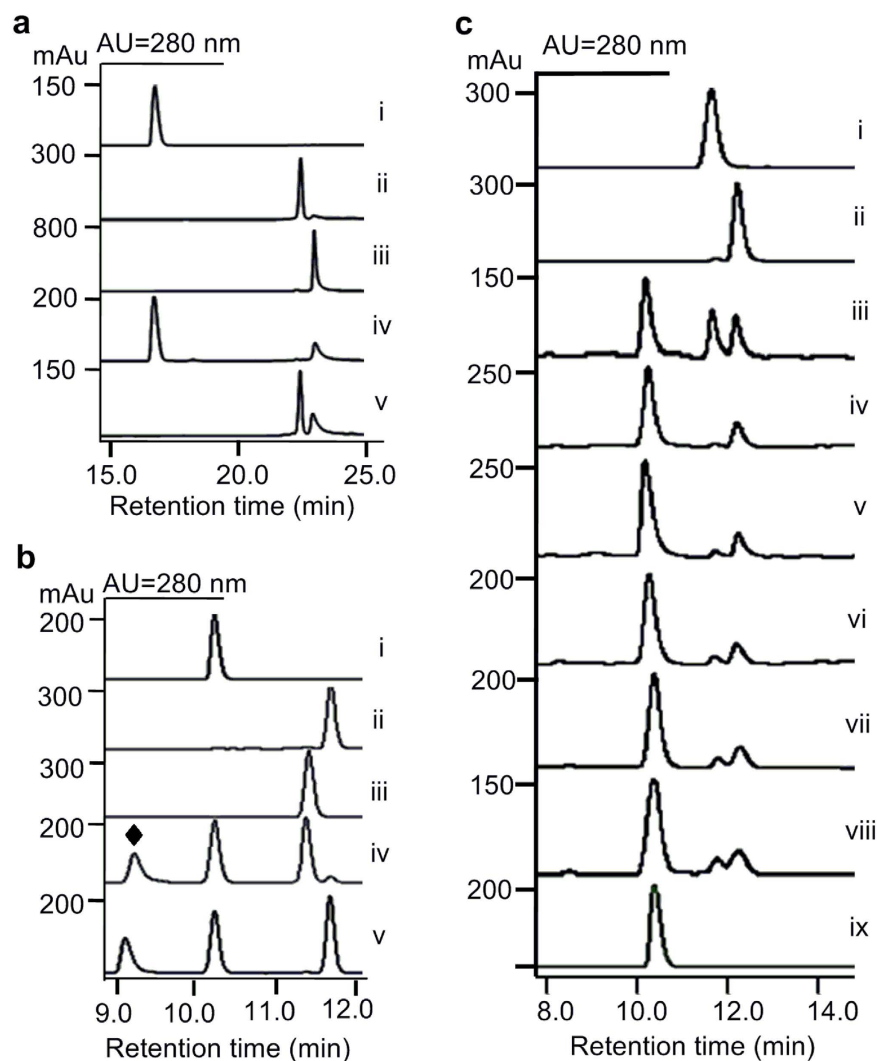 a
AU=280 nm
mAu
150
i
300
ii
800
iii
200
iv
150
v
15.0 20.0 25.0
Retention time (min)
b
AU=280 nm
mAu
200
i
300
ii
300
iii
200
iv
200
v
9.0 10.0 11.0 12.0
Retention time (min)
c
AU=280 nm
mAu
300
i
300
ii
150
iii
250
iv
250
v
200
vi
200
vii
150
viii
200
ix
8.0 10.0 12.0 14.0
Retention time (min)